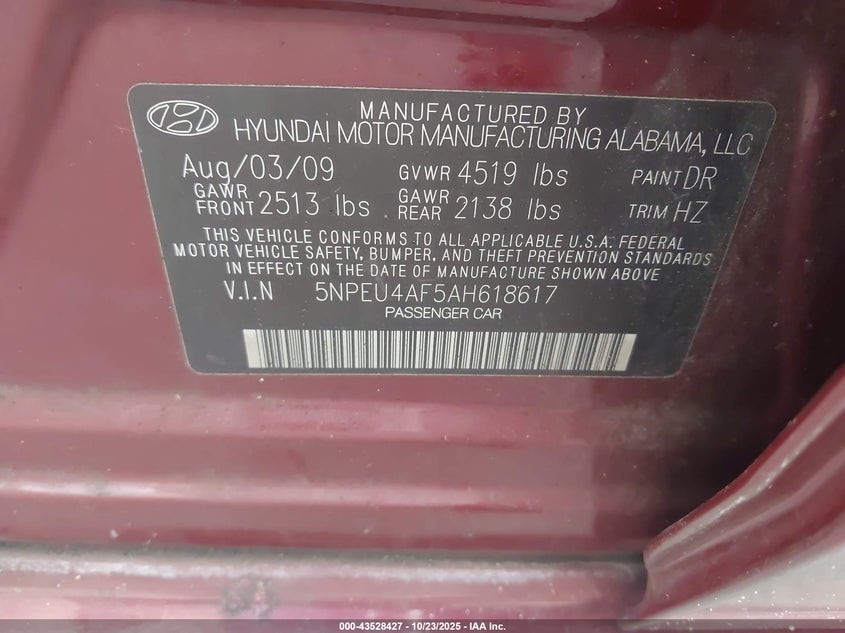 MANUFACTURED BY
HYUNDAI MOTOR MANUFACTURING ALABAMA, LLC
Aug/03/09 GVWR 4519 lbs PAINT DR
GAWR FRONT 2513 lbs GAWR REAR 2138 lbs TRIM HZ
THIS VEHICLE CONFORMS TO ALL APPLICABLE U.S.A. FEDERAL
MOTOR VEHICLE SAFETY, BUMPER, AND THEFT PREVENTION STANDARDS
IN EFFECT ON THE DATE OF MANUFACTURE SHOWN ABOVE
V.I.N 5NPEU4AF5AH618617
PASSENGER CAR
000-43528427 - 10/23/2025 - IAA Inc.